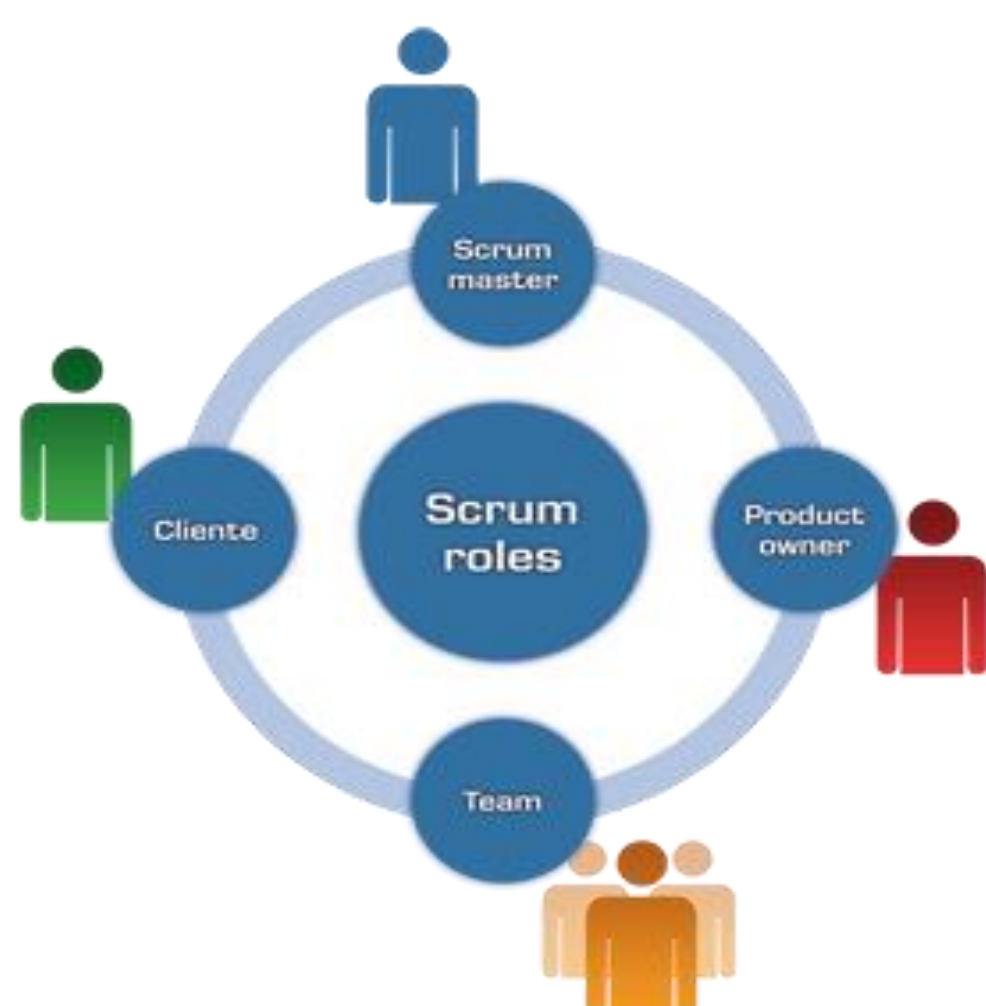 Scrum
master
Cliente
Scrum
roles
Product
owner
Team